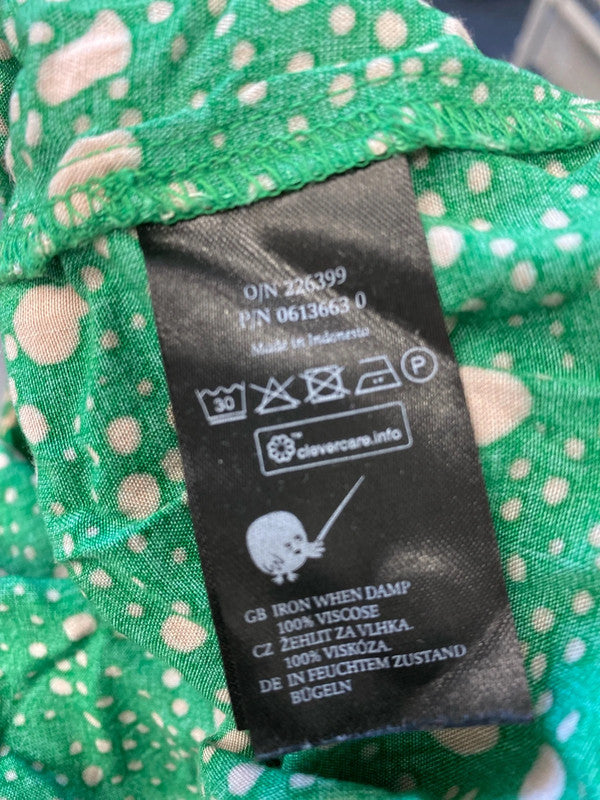 O/N 226399
P/N 0613663 0
Made in Indonesia
30 P
™
clevercare.info
GB IRON WHEN DAMP
100% VISCOSE
CZ ŽEHLIT ZA VLHKA.
100% VISKÓZA.
DE IN FEUCHTEM ZUSTAND
BÜGELN